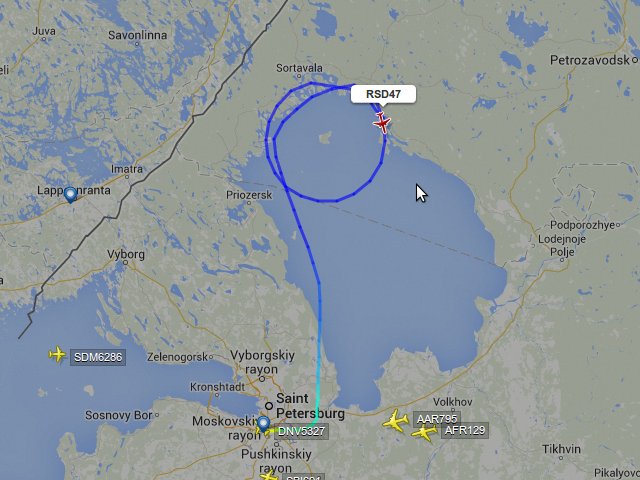 Juva
Savonlinna
Petrozavodsk
Sortavala
RSD47
Imatra
Lappeenranta
Priozersk
Podporozhye
Lodejnoje
Polje
Vyborg
SDM6286
Zelenogorsk
Vyborgskiy
rayon
Kronshtadt
Saint
Petersburg
Sosnovy Bor
Moskovskiy
rayon
DNV5327
Volkhov
AAR795
AFR129
Pushkinskiy
rayon
Tikhvin
Pikalyovo